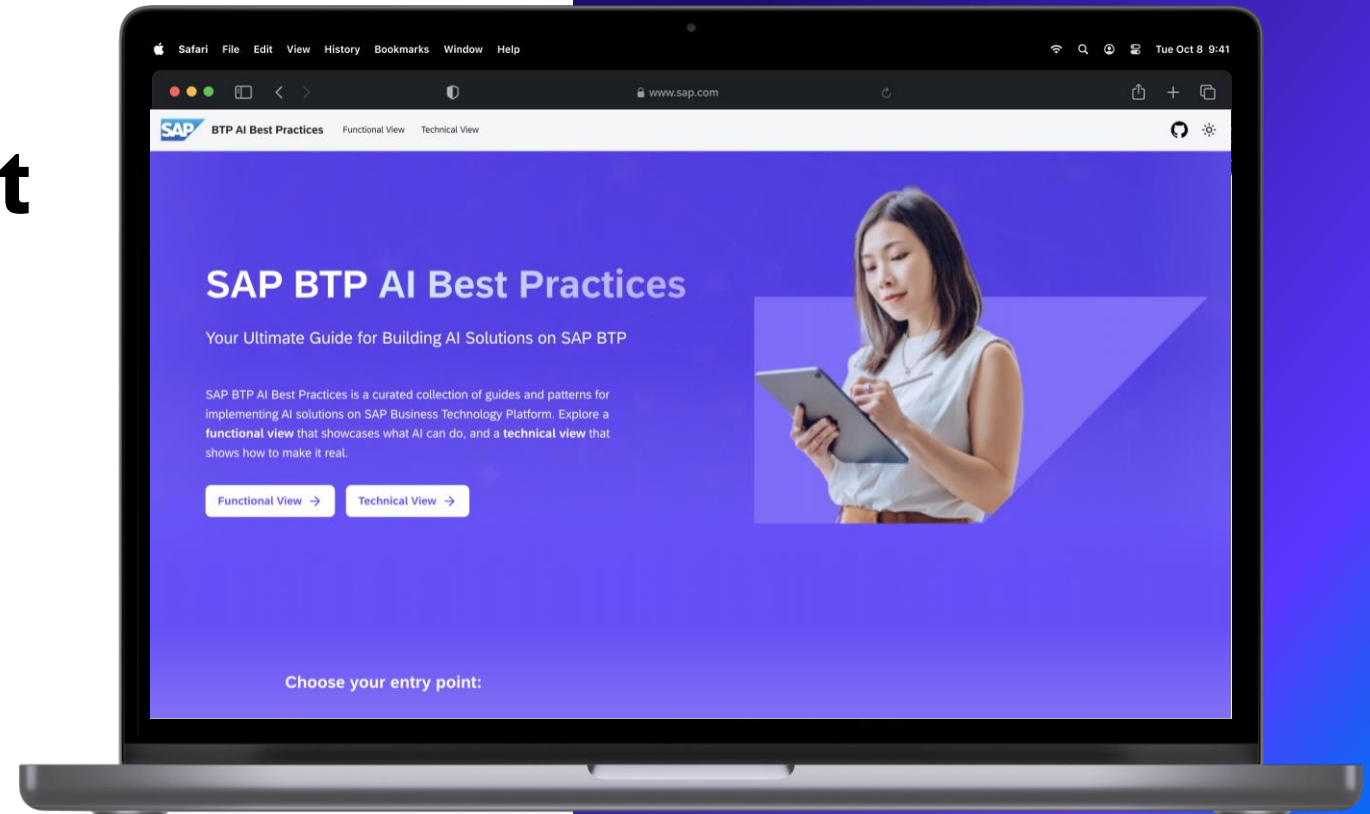 t
Safari File Edit View History Bookmarks Window Help
Tue Oct 8 9:41
www.sap.com
SAP BTP AI Best Practices Functional View Technical View
SAP BTP AI Best Practices
Your Ultimate Guide for Building AI Solutions on SAP BTP
SAP BTP AI Best Practices is a curated collection of guides and patterns for
implementing AI solutions on SAP Business Technology Platform. Explore a
functional view that showcases what AI can do, and a technical view that
shows how to make it real.
Functional View → Technical View →
Choose your entry point: